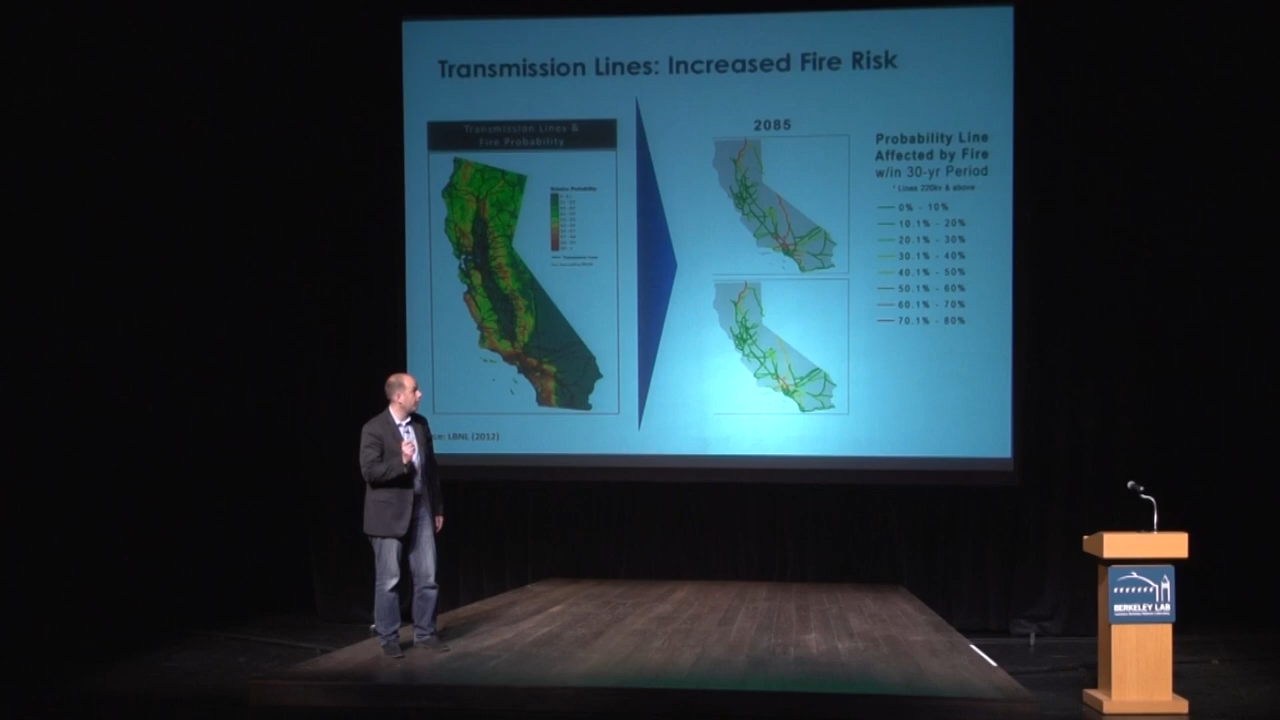 Transmission Lines: Increased Fire Risk
Transmission Lines &
Fire Probability
2085
Probability Line
Affected by Fire
w/in 30-yr Period
* Lines 220kv & above
0% - 10%
10.1% - 20%
20.1% - 30%
30.1% - 40%
40.1% - 50%
50.1% - 60%
60.1% - 70%
70.1% - 80%
LBNL (2012)
BERKELEY LAB